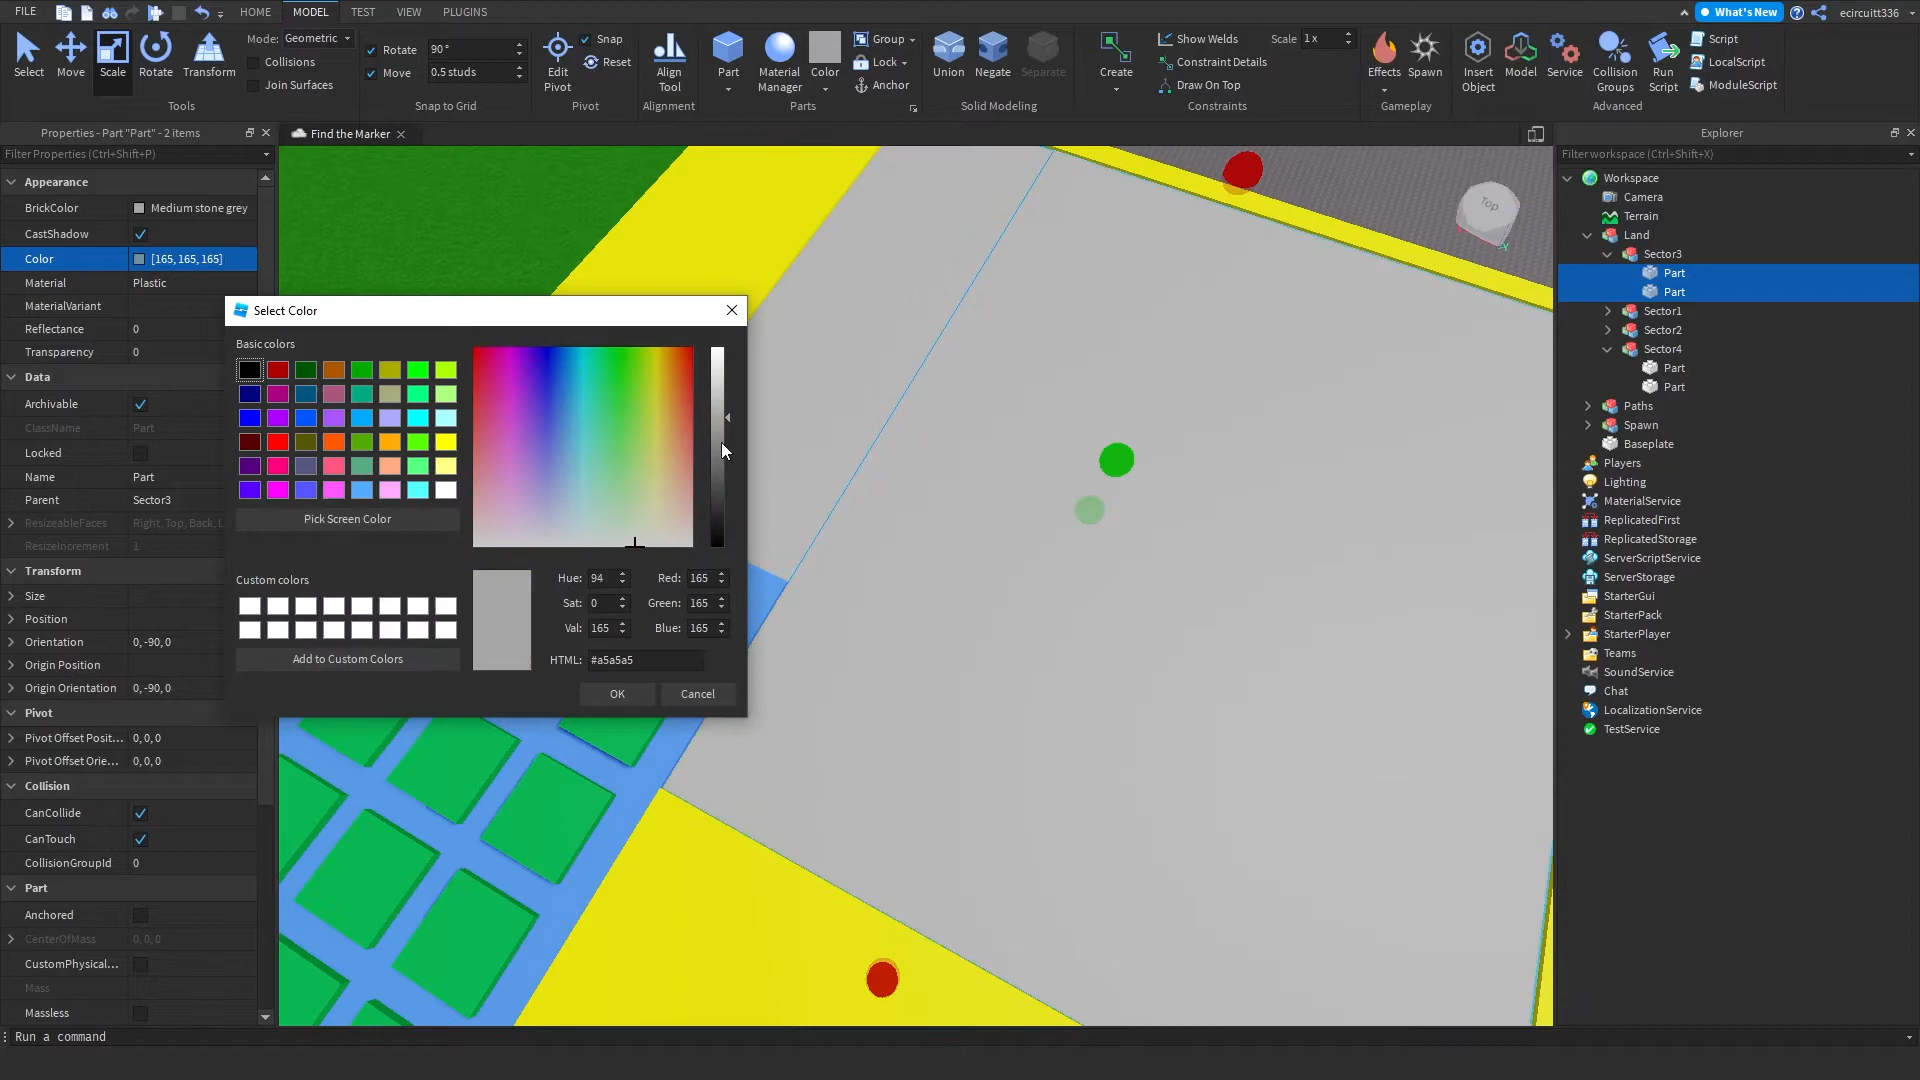 FILE HOME MODEL TEST VIEW PLUGINS What's New ecircuitt336
Select Move Scale Rotate Transform
Mode: Geometric
Collisions
Join Surfaces
Tools
Rotate 90°
Move 0.5 studs
Snap to Grid
Edit Pivot
Snap
Reset
Pivot
Align Tool
Alignment
Part Material Manager Color
Group
Lock
Anchor
Parts
Union Negate Separate
Solid Modeling
Create
Show Welds Scale 1x
Constraint Details
Draw On Top
Constraints
Effects Spawn
Gameplay
Insert Object Model Service Collision Groups Run Script
Script
LocalScript
ModuleScript
Advanced
Properties - Part "Part" - 2 items
Filter Properties (Ctrl+Shift+P)
Appearance
BrickColor Medium stone grey
CastShadow
Color [165, 165, 165]
Material Plastic
MaterialVariant
Reflectance 0
Transparency 0
Data
Archivable
ClassName Part
Locked
Name Part
Parent Sector3
ResizeableFaces Right, Top, Back, L
ResizeIncrement 1
Transform
Size
Position
Orientation 0, -90, 0
Origin Position
Origin Orientation 0, -90, 0
Pivot
Pivot Offset Posit... 0, 0, 0
Pivot Offset Orie... 0, 0, 0
Collision
CanCollide
CanTouch
CollisionGroupId 0
Part
Anchored
CenterOfMass 0, 0, 0
CustomPhysical...
Mass
Massless
Run a command
Find the Marker
Top
Y
Select Color
Basic colors
Pick Screen Color
Custom colors
Add to Custom Colors
Hue: 94 Red: 165
Sat: 0 Green: 165
Val: 165 Blue: 165
HTML: #a5a5a5
OK Cancel
Explorer
Filter workspace (Ctrl+Shift+X)
Workspace
Camera
Terrain
Land
Sector3
Part
Part
Sector1
Sector2
Sector4
Part
Part
Paths
Spawn
Baseplate
Players
Lighting
MaterialService
ReplicatedFirst
ReplicatedStorage
ServerScriptService
ServerStorage
StarterGui
StarterPack
StarterPlayer
Teams
SoundService
Chat
LocalizationService
TestService